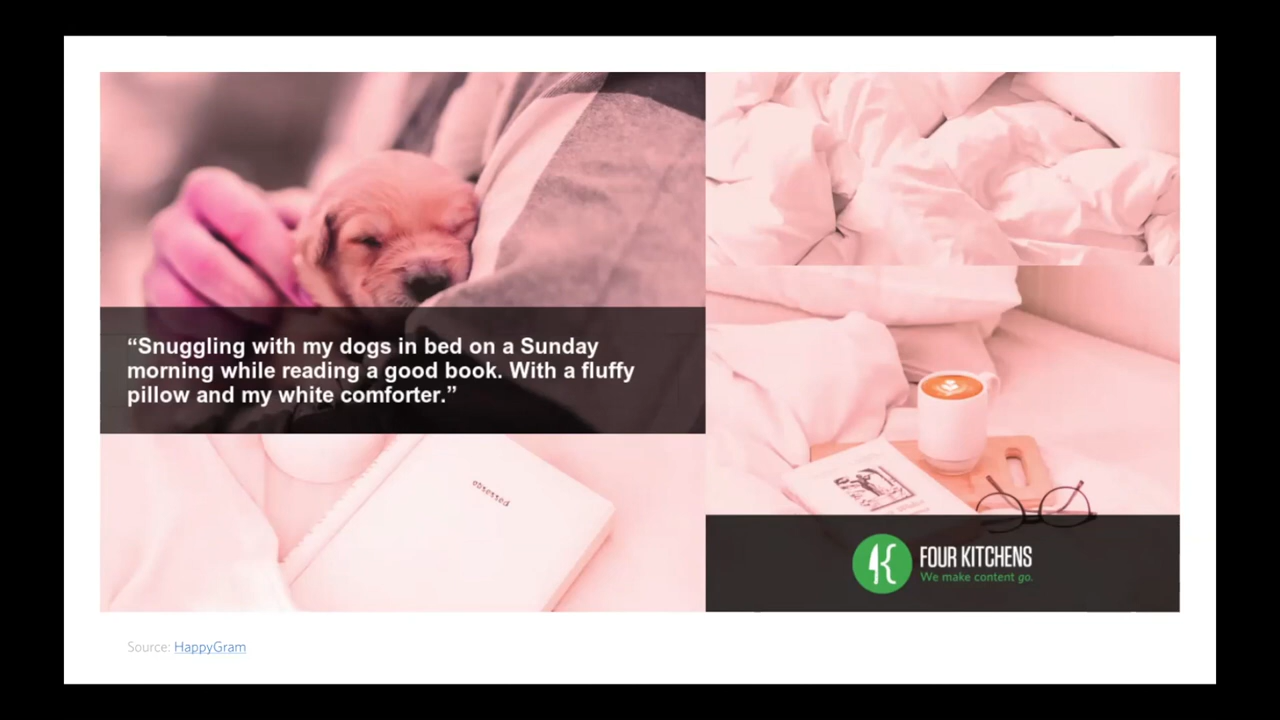 “Snuggling with my dogs in bed on a Sunday
morning while reading a good book. With a fluffy
pillow and my white comforter.”
obsessed
FOUR KITCHENS
We make content go.
Source: HappyGram